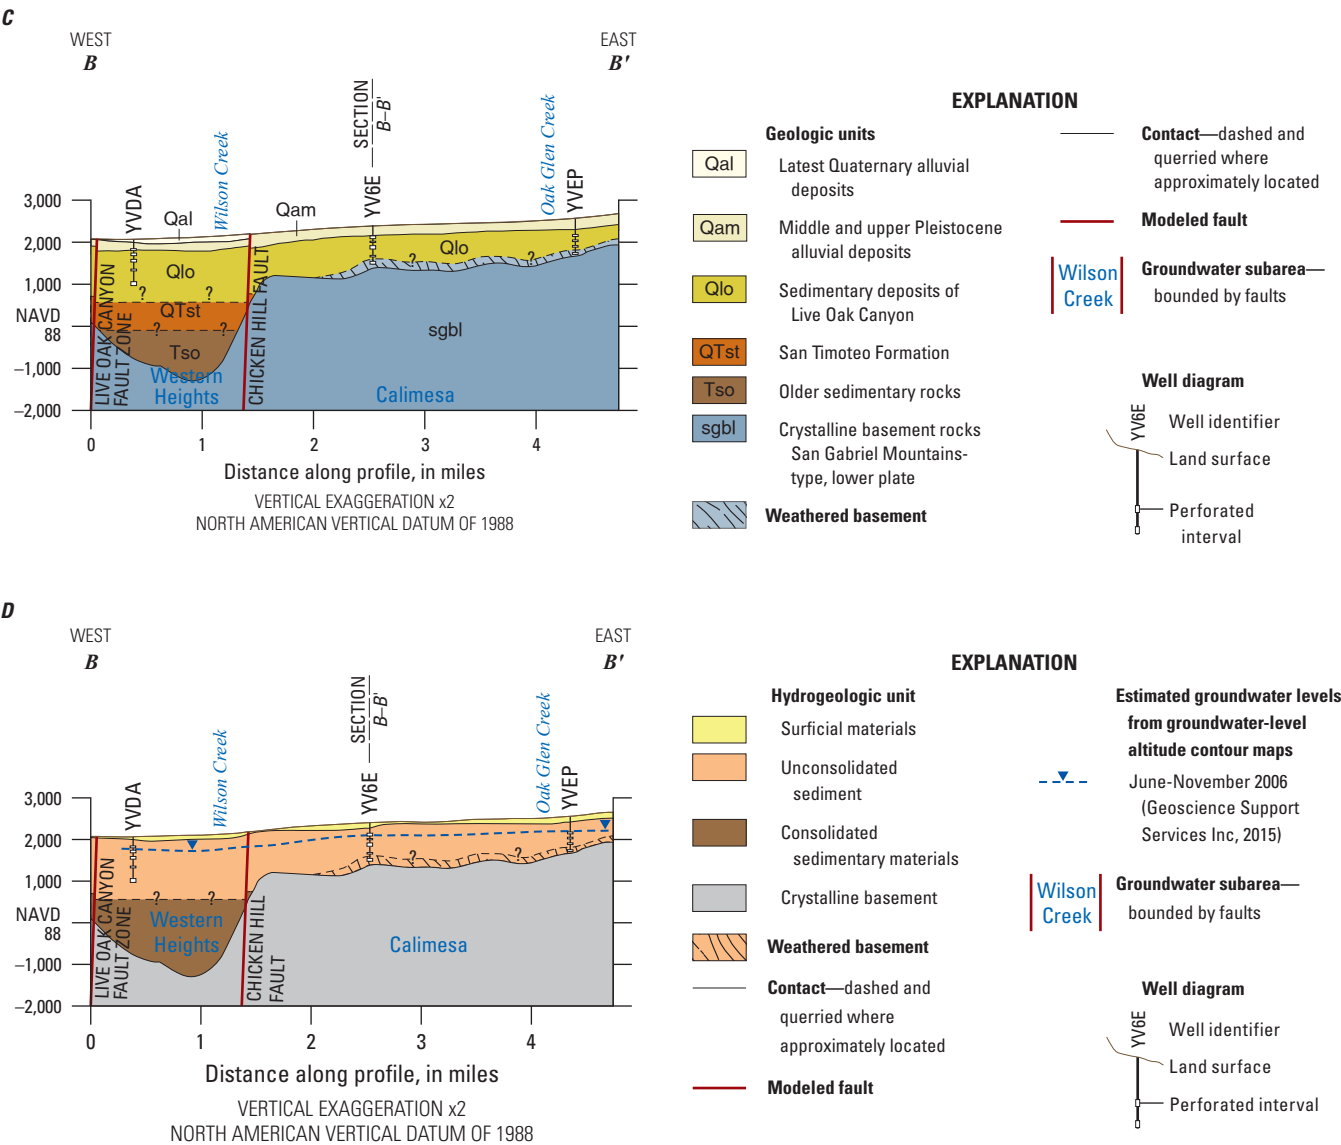 C
WEST
B
EAST
B'
SECTION
B–B'
Wilson Creek
Oak Glen Creek
YVDA
YV6E
YVEP
Qal
Qam
3,000
2,000
1,000
NAVD
88
–1,000
–2,000
Qlo
Qlo
? ?
? ?
QTst
? ?
Tso
sgbl
LIVE OAK CANYON
FAULT ZONE
CHICKEN HILL FAULT
Western
Heights
Calimesa
0 1 2 3 4
Distance along profile, in miles
VERTICAL EXAGGERATION x2
NORTH AMERICAN VERTICAL DATUM OF 1988
EXPLANATION
Geologic units
Qal Latest Quaternary alluvial
deposits
Qam Middle and upper Pleistocene
alluvial deposits
Qlo Sedimentary deposits of
Live Oak Canyon
QTst San Timoteo Formation
Tso Older sedimentary rocks
sgbl Crystalline basement rocks
San Gabriel Mountains-
type, lower plate
Weathered basement
Contact—dashed and
querried where
approximately located
Modeled fault
Wilson
Creek
Groundwater subarea—
bounded by faults
Well diagram
YV6E
Well identifier
Land surface
Perforated
interval
D
WEST
B
EAST
B'
SECTION
B–B'
Wilson Creek
Oak Glen Creek
YVDA
YV6E
YVEP
3,000
2,000
1,000
NAVD
88
–1,000
–2,000
? ?
? ?
LIVE OAK CANYON
FAULT ZONE
CHICKEN HILL
FAULT
Western
Heights
Calimesa
0 1 2 3 4
Distance along profile, in miles
VERTICAL EXAGGERATION x2
NORTH AMERICAN VERTICAL DATUM OF 1988
EXPLANATION
Hydrogeologic unit
Surficial materials
Unconsolidated
sediment
Consolidated
sedimentary materials
Crystalline basement
Weathered basement
Contact—dashed and
querried where
approximately located
Modeled fault
Estimated groundwater levels
from groundwater-level
altitude contour maps
June-November 2006
(Geoscience Support
Services Inc, 2015)
Wilson
Creek
Groundwater subarea—
bounded by faults
Well diagram
YV6E
Well identifier
Land surface
Perforated interval